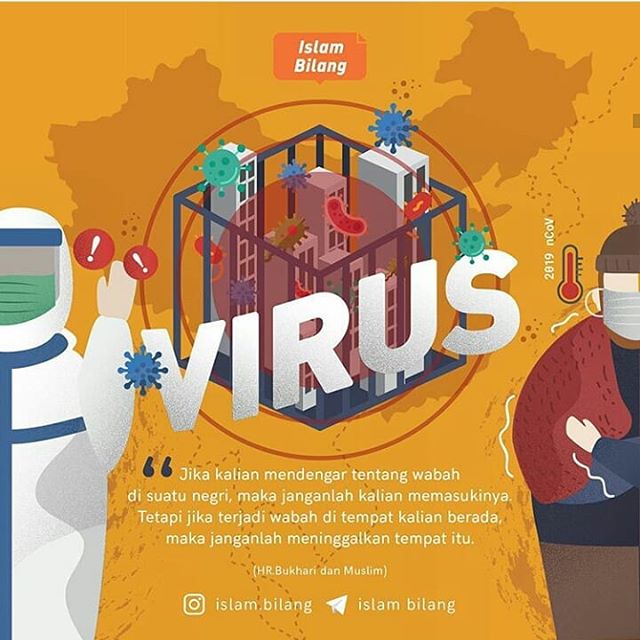 Islam
Bilang
2019 nCoV
VIRUS
“ Jika kalian mendengar tentang wabah
di suatu negri, maka janganlah kalian memasukinya.
Tetapi jika terjadi wabah di tempat kalian berada,
maka janganlah meninggalkan tempat itu.
(HR.Bukhari dan Muslim)
islam.bilang islam bilang